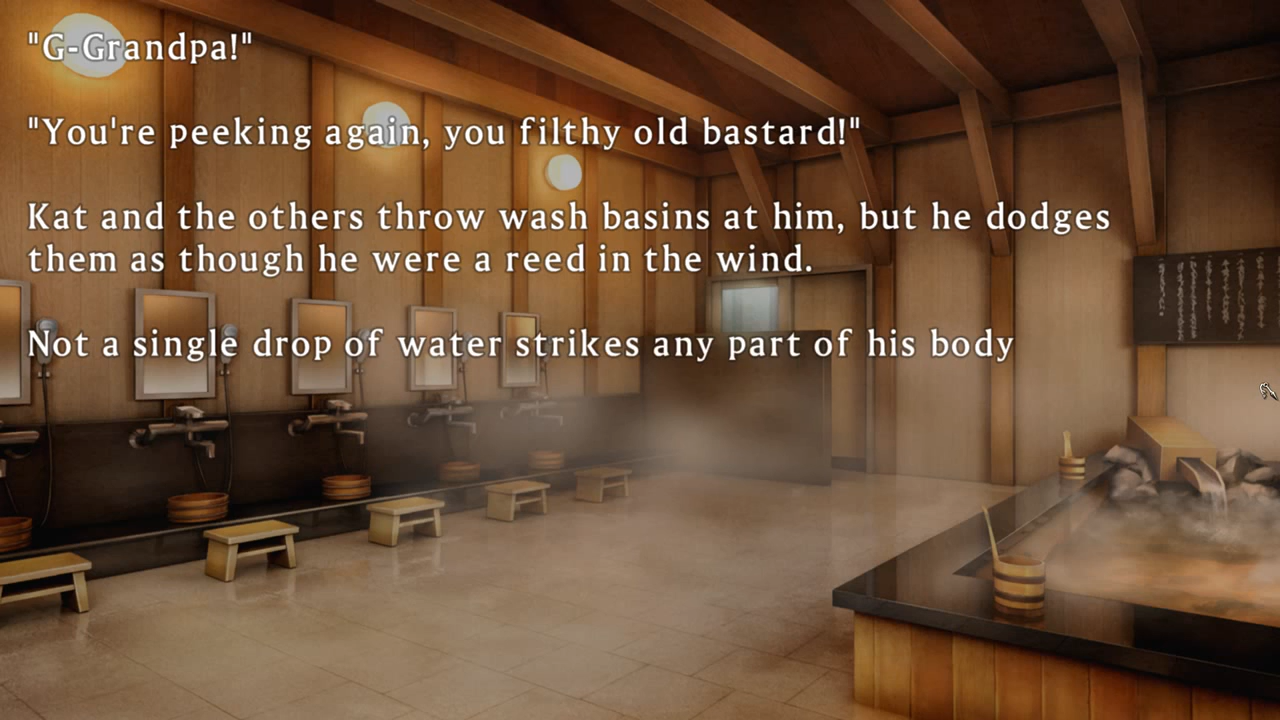 "G-Grandpa!"
"You're peeking again, you filthy old bastard!"
Kat and the others throw wash basins at him, but he dodges
them as though he were a reed in the wind.
Not a single drop of water strikes any part of his body